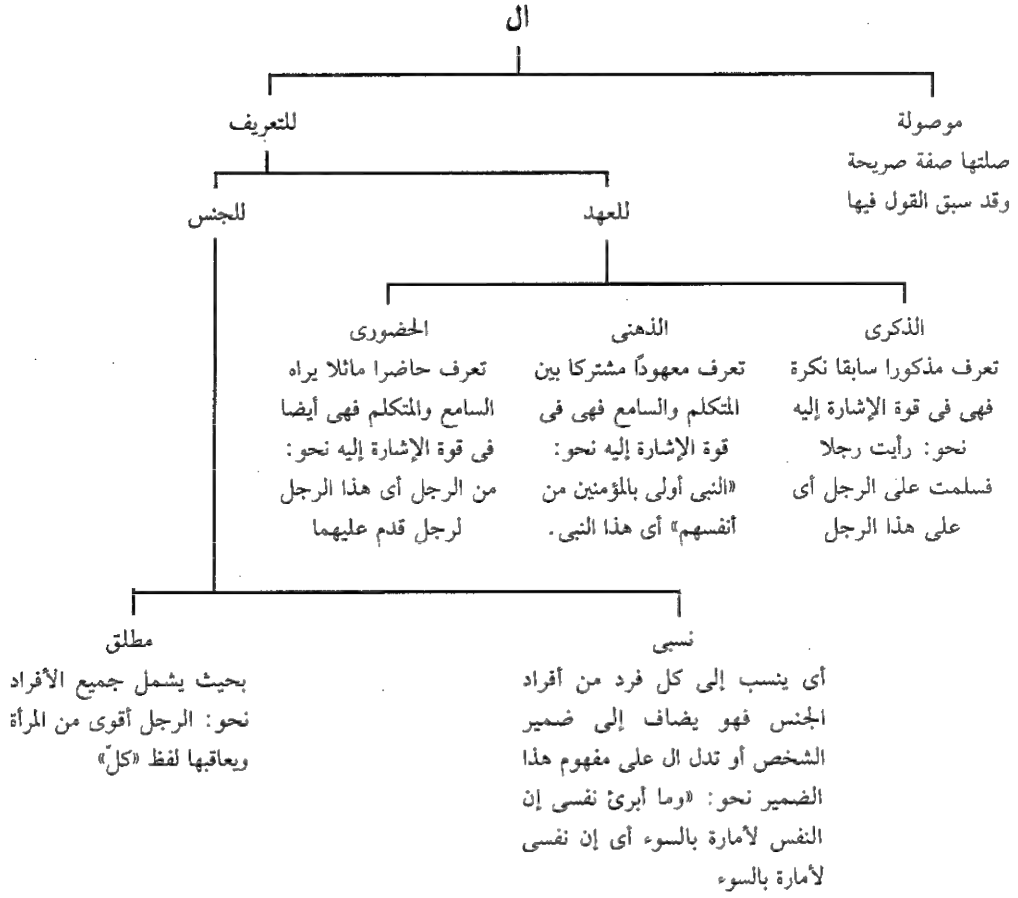 ال
موصولة
صلتها صفة صريحة
وقد سبق القول فيها
للتعريف
للعهد
للجنس
الذكرى
تعرف مذكورا سابقا نكرة
فهى فى قوة الإشارة إليه
نحو: رأيت رجلا
فسلمت على الرجل أى
على هذا الرجل
الذهنى
تعرف معهودًا مشتركا بين
المتكلم والسامع فهى فى
قوة الإشارة إليه نحو:
«النبى أولى بالمؤمنين من
أنفسهم» أى هذا النبى.
الحضورى
تعرف حاضرا ماثلا يراه
السامع والمتكلم فهى أيضا
فى قوة الإشارة إليه نحو:
من الرجل أى هذا الرجل
لرجلٍ قدم عليهما
نسبى
أى ينسب إلى كل فرد من أفراد
الجنس فهو يضاف إلى ضمير
الشخص أو تدل ال على مفهوم هذا
الضمير نحو: «وما أبرئ نفسى إن
النفس لأمارة بالسوء أى إن نفسى
لأمارة بالسوء
مطلق
بحيث يشمل جميع الأفراد
نحو: الرجل أقوى من المرأة
ويعاقبها لفظ «كلّ»